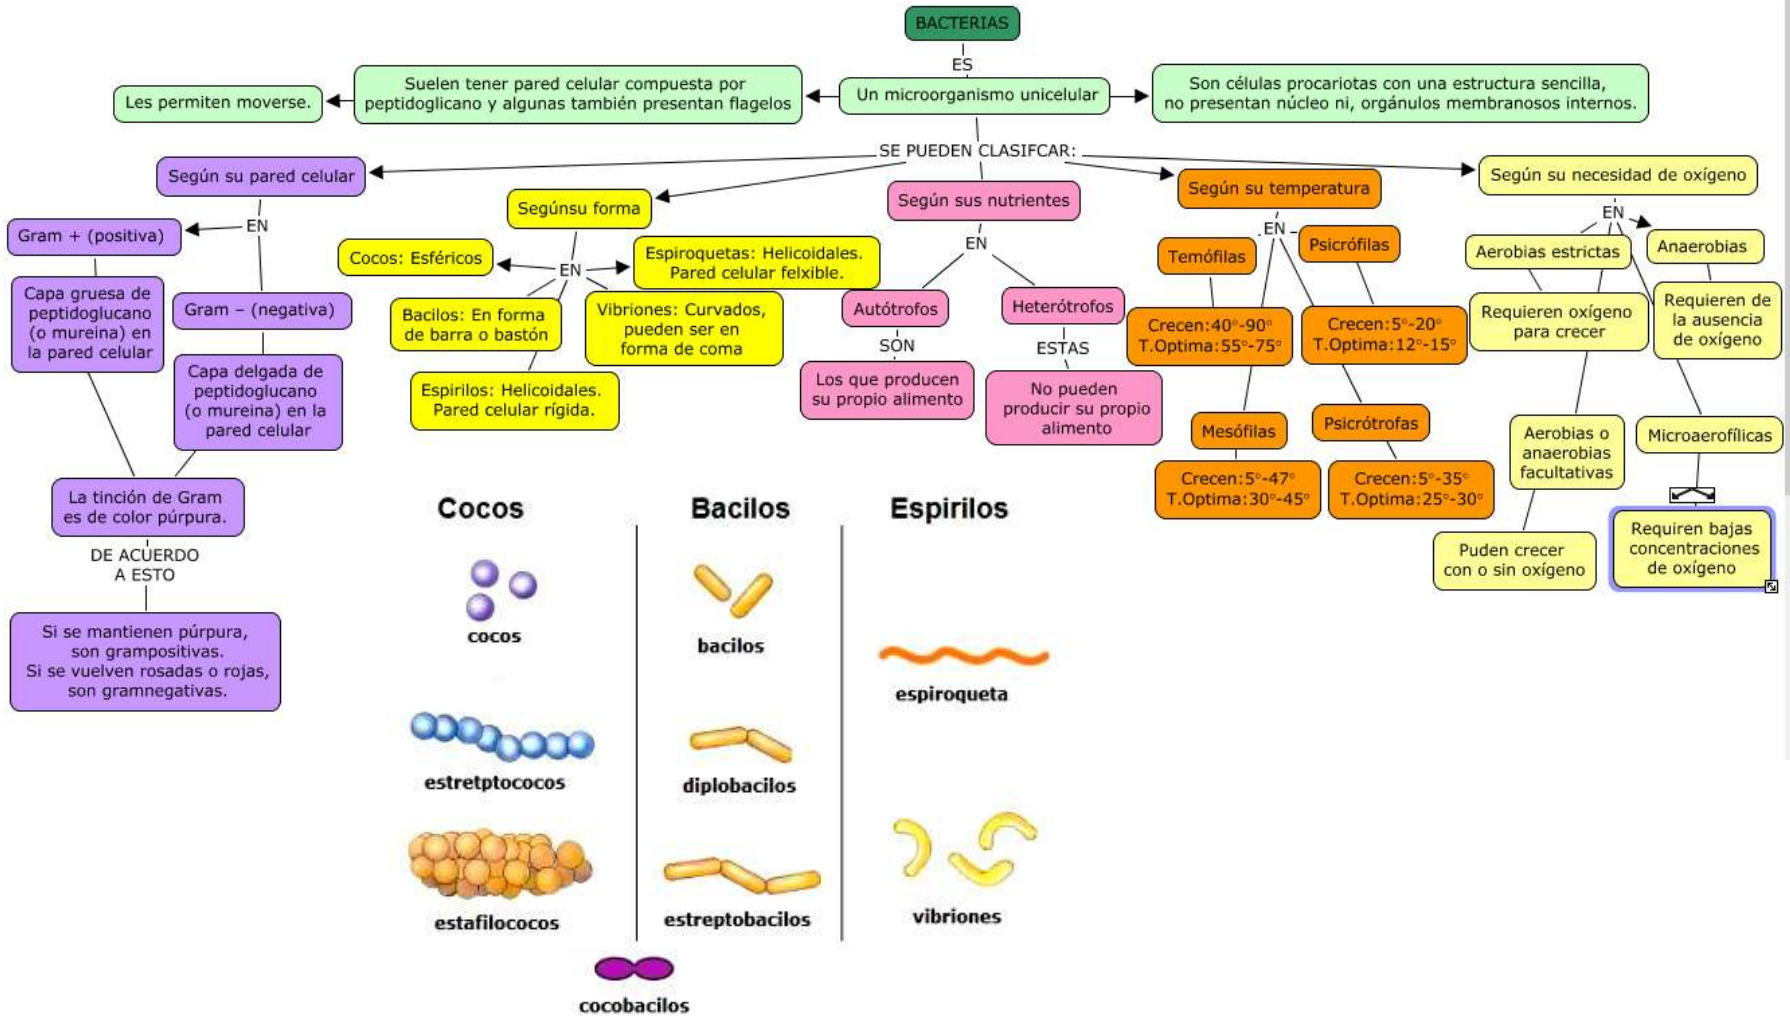 BACTERIAS
ES
Les permiten moverse.
Suelen tener pared celular compuesta por
peptidoglicano y algunas también presentan flagelos
Un microorganismo unicelular
Son células procariotas con una estructura sencilla,
no presentan núcleo ni, orgánulos membranosos internos.
SE PUEDEN CLASIFCAR:
Según su pared celular
EN
Gram + (positiva)
Capa gruesa de
peptidoglucano
(o mureina) en
la pared celular
Gram – (negativa)
Capa delgada de
peptidoglucano
(o mureina) en la
pared celular
La tinción de Gram
es de color púrpura.
DE ACUERDO
A ESTO
Si se mantienen púrpura,
son grampositivas.
Si se vuelven rosadas o rojas,
son gramnegativas.
Segúnsu forma
EN
Cocos: Esféricos
Espiroquetas: Helicoidales.
Pared celular felxible.
Bacilos: En forma
de barra o bastón
Vibriones: Curvados,
pueden ser en
forma de coma
Espirilos: Helicoidales.
Pared celular rígida.
Según sus nutrientes
EN
Autótrofos
SON
Los que producen
su propio alimento
Heterótrofos
ESTAS
No pueden
producir su propio
alimento
Según su temperatura
EN
Temófilas
Crecen:40°-90°
T.Optima:55°-75°
Psicrófilas
Crecen:5°-20°
T.Optima:12°-15°
Mesófilas
Crecen:5°-47°
T.Optima:30°-45°
Psicrótrofas
Crecen:5°-35°
T.Optima:25°-30°
Según su necesidad de oxígeno
EN
Aerobias estrictas
Requieren oxígeno
para crecer
Anaerobias
Requieren de
la ausencia
de oxígeno
Aerobias o
anaerobias
facultativas
Puden crecer
con o sin oxígeno
Microaerofílicas
Requiren bajas
concentraciones
de oxígeno
Cocos
cocos
estretptococos
estafilococos
Bacilos
bacilos
diplobacilos
estreptobacilos
Espirilos
espiroqueta
vibriones
cocobacilos